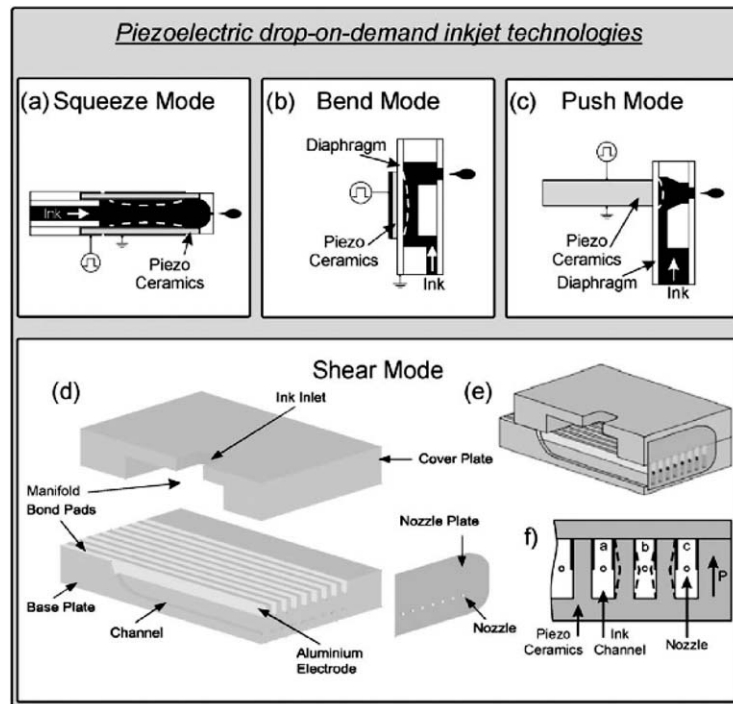 Piezoelectric drop-on-demand inkjet technologies
(a) Squeeze Mode
Ink
Piezo
Ceramics
(b) Bend Mode
Diaphragm
Piezo
Ceramics
Ink
(c) Push Mode
Piezo
Ceramics
Diaphragm
Ink
Shear Mode
(d)
Ink Inlet
Cover Plate
Manifold
Bond Pads
Base Plate
Channel
Aluminium
Electrode
Nozzle Plate
Nozzle
(e)
f)
a
b
c
P
Piezo
Ceramics
Ink
Channel
Nozzle